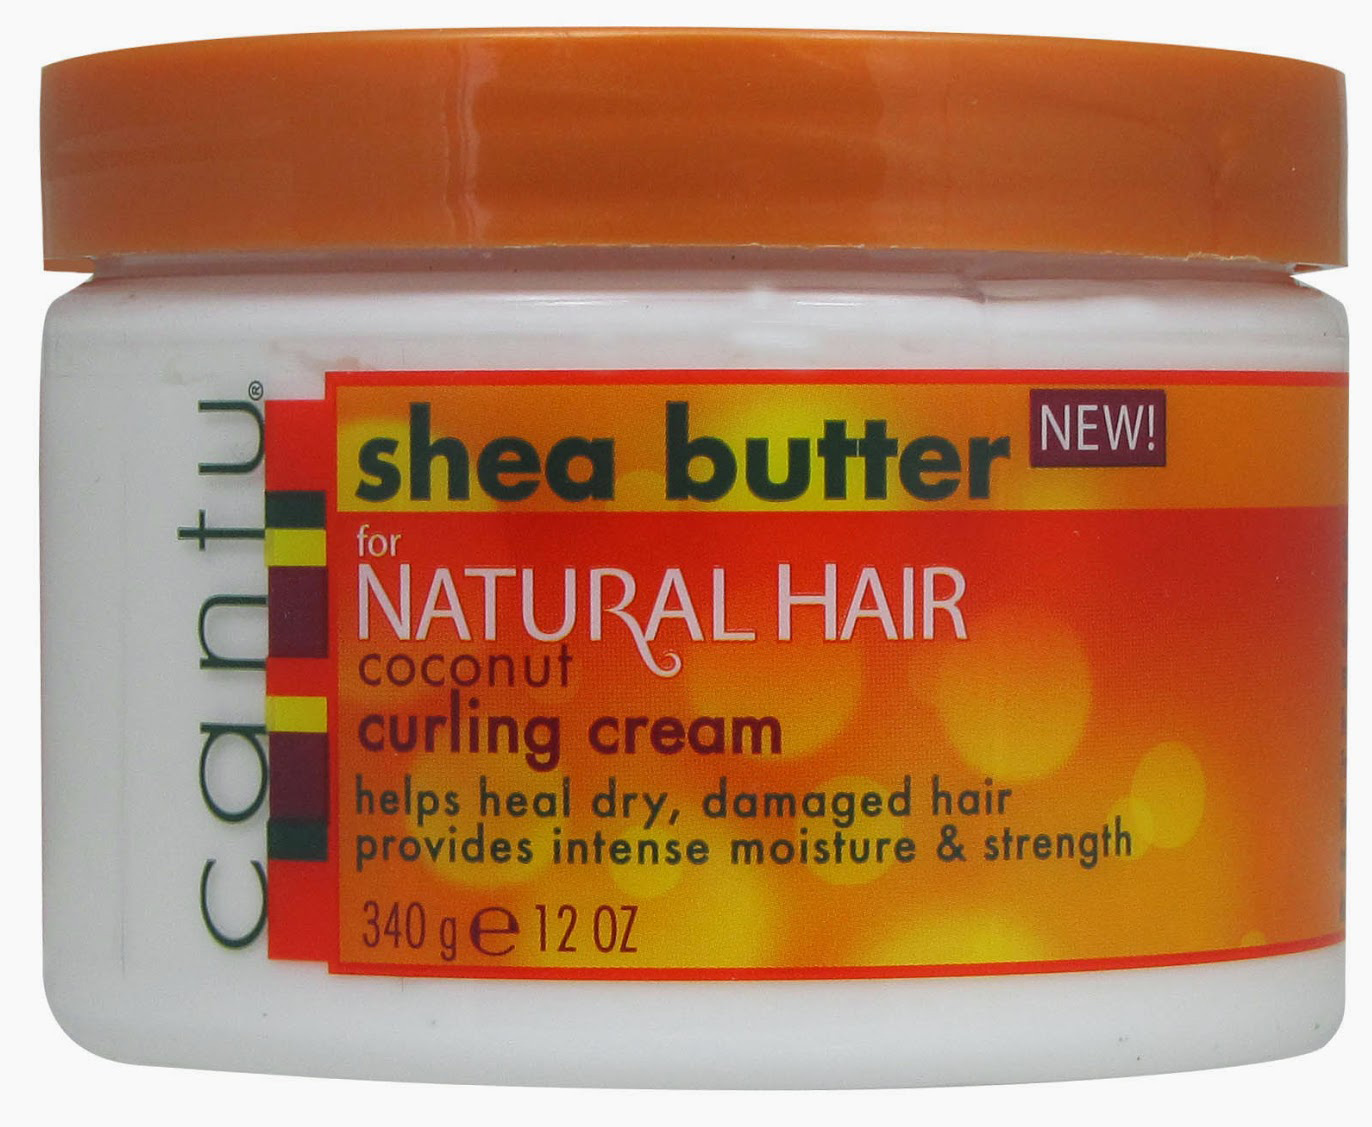 cantu®
shea butter NEW!
for
NATURAL HAIR
coconut
curling cream
helps heal dry, damaged hair
provides intense moisture & strength
340 g e 12 OZ